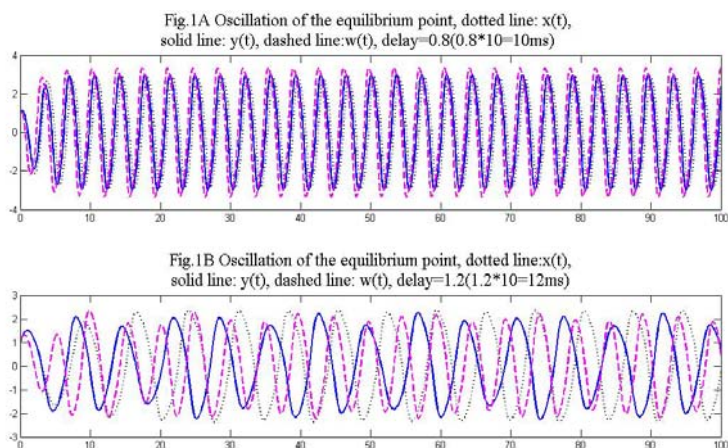 Fig.1A Oscillation of the equilibrium point, dotted line: x(t),
solid line: y(t), dashed line:w(t), delay=0.8(0.8*10=10ms)
4
2
0
-2
-4
0 10 20 30 40 50 60 70 80 90 100
Fig.1B Oscillation of the equilibrium point, dotted line:x(t),
solid line: y(t), dashed line: w(t), delay=1.2(1.2*10=12ms)
3
2
1
0
-1
-2
-3
0 10 20 30 40 50 60 70 80 90 100